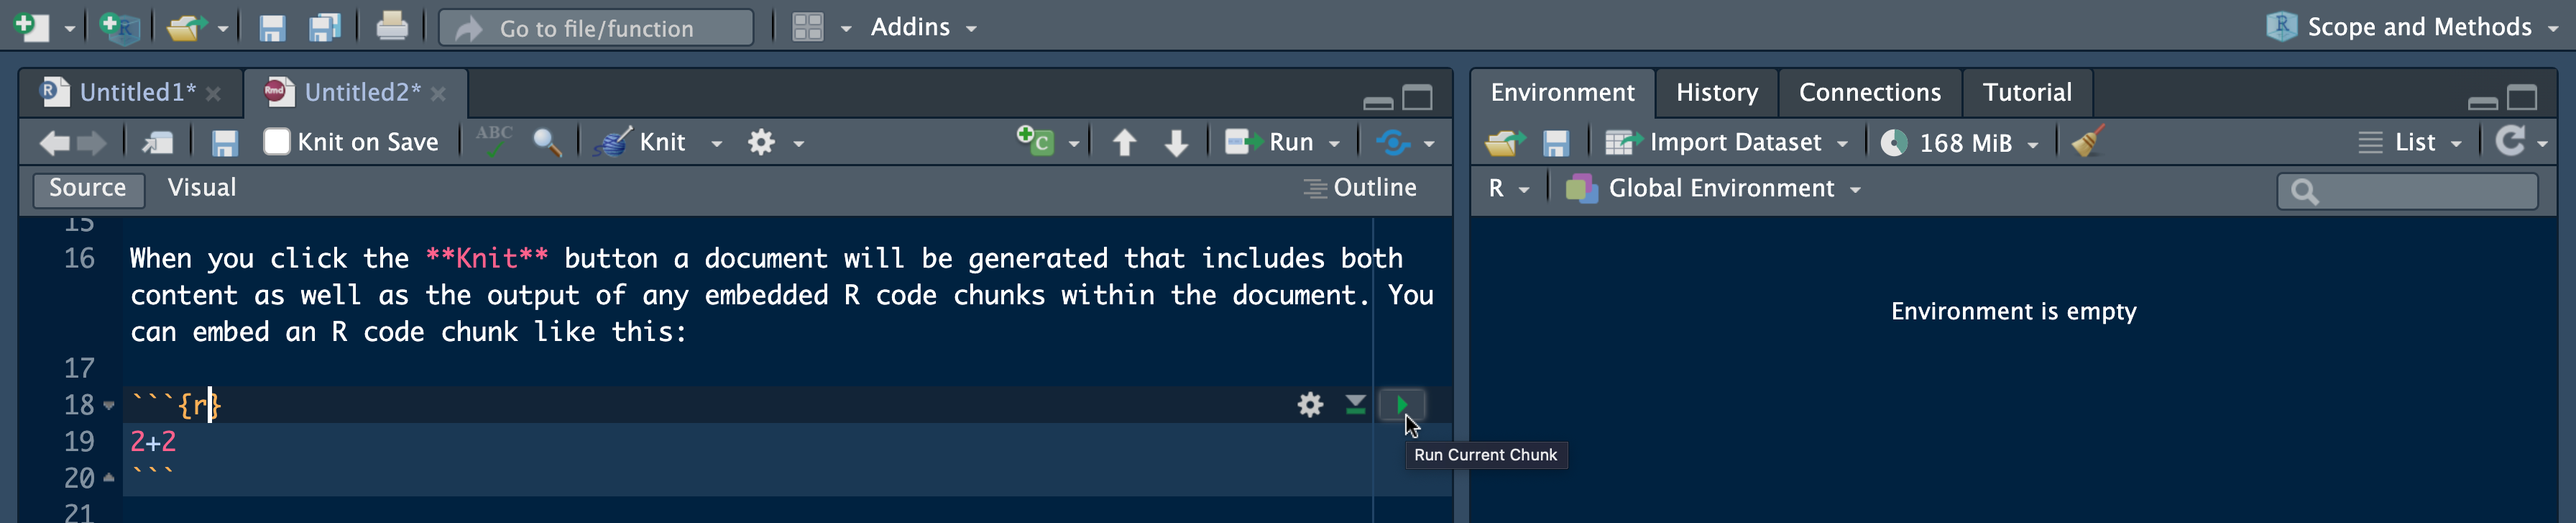 Go to file/function Addins Scope and Methods
Untitled1* Untitled2* Environment History Connections Tutorial
Knit on Save ABC Knit Run Import Dataset 168 MiB List
Source Visual Outline R Global Environment
15
16 When you click the **Knit** button a document will be generated that includes both
content as well as the output of any embedded R code chunks within the document. You
can embed an R code chunk like this:
Environment is empty
17
18 ```{r}
19 2+2
Run Current Chunk
20 ```
21